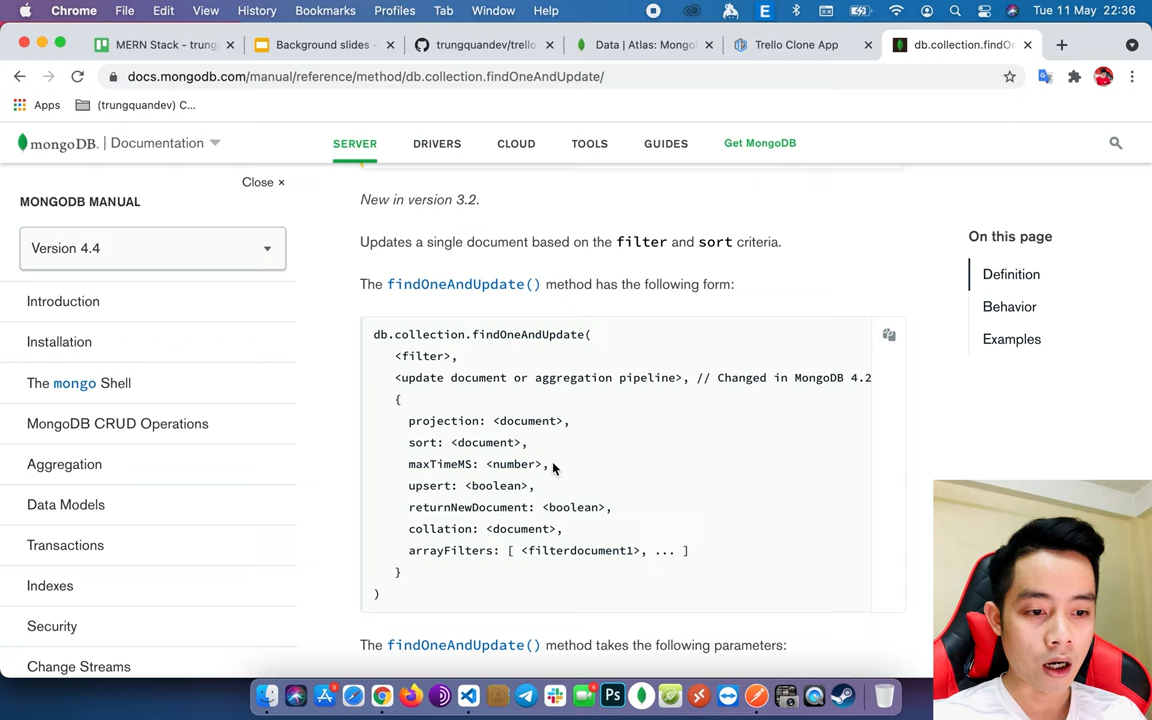 Chrome File Edit View History Bookmarks Profiles Tab Window Help Tue 11 May 22:36
MERN Stack - trung
Background slides -
trungquandev/trello
Data | Atlas: Mongo
Trello Clone App
db.collection.findOn
docs.mongodb.com/manual/reference/method/db.collection.findOneAndUpdate/
Apps (trungquandev) C...
mongoDB. Documentation SERVER DRIVERS CLOUD TOOLS GUIDES Get MongoDB
Close ×
MONGODB MANUAL
Version 4.4
Introduction
Installation
The mongo Shell
MongoDB CRUD Operations
Aggregation
Data Models
Transactions
Indexes
Security
Change Streams
New in version 3.2.
Updates a single document based on the filter and sort criteria.
The findOneAndUpdate() method has the following form:
db.collection.findOneAndUpdate(
<filter>,
<update document or aggregation pipeline>, // Changed in MongoDB 4.2
{
projection: <document>,
sort: <document>,
maxTimeMS: <number>,
upsert: <boolean>,
returnNewDocument: <boolean>,
collation: <document>,
arrayFilters: [ <filterdocument1>, ... ]
}
)
The findOneAndUpdate() method takes the following parameters:
On this page
Definition
Behavior
Examples
Ps